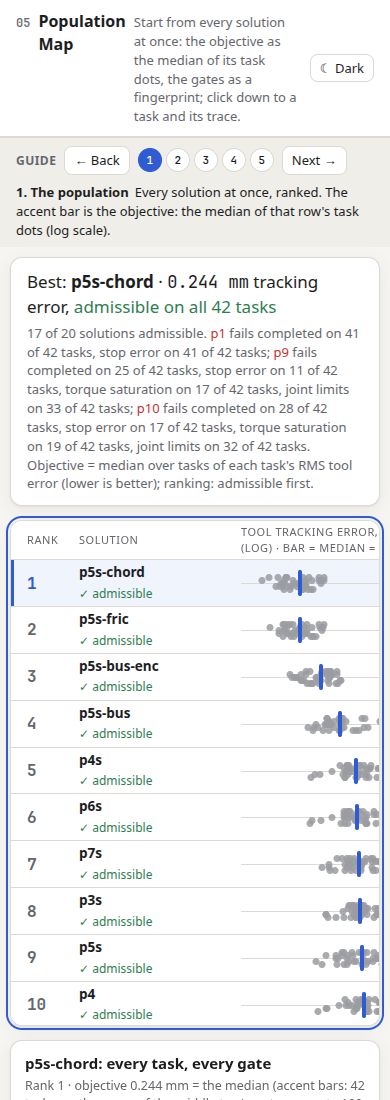 05 Population Map
Start from every solution
at once: the objective as
the median of its task
dots, the gates as a
fingerprint; click down to a
task and its trace.
☾ Dark
GUIDE ← Back 1 2 3 4 5 Next →
1. The population Every solution at once, ranked. The
accent bar is the objective: the median of that row's task
dots (log scale).
Best: p5s-chord · 0.244 mm tracking
error, admissible on all 42 tasks
17 of 20 solutions admissible. p1 fails completed on 41
of 42 tasks, stop error on 41 of 42 tasks; p9 fails
completed on 25 of 42 tasks, stop error on 11 of 42
tasks, torque saturation on 17 of 42 tasks, joint limits
on 33 of 42 tasks; p10 fails completed on 28 of 42
tasks, stop error on 17 of 42 tasks, torque saturation
on 19 of 42 tasks, joint limits on 32 of 42 tasks.
Objective = median over tasks of each task's RMS tool
error (lower is better); ranking: admissible first.
RANK SOLUTION TOOL TRACKING ERROR,
(LOG) · BAR = MEDIAN =
1 p5s-chord
✓ admissible
2 p5s-fric
✓ admissible
3 p5s-bus-enc
✓ admissible
4 p5s-bus
✓ admissible
5 p4s
✓ admissible
6 p6s
✓ admissible
7 p7s
✓ admissible
8 p3s
✓ admissible
9 p5s
✓ admissible
10 p4
✓ admissible
p5s-chord: every task, every gate
Rank 1 · objective 0.244 mm = the median (accent bars: 42